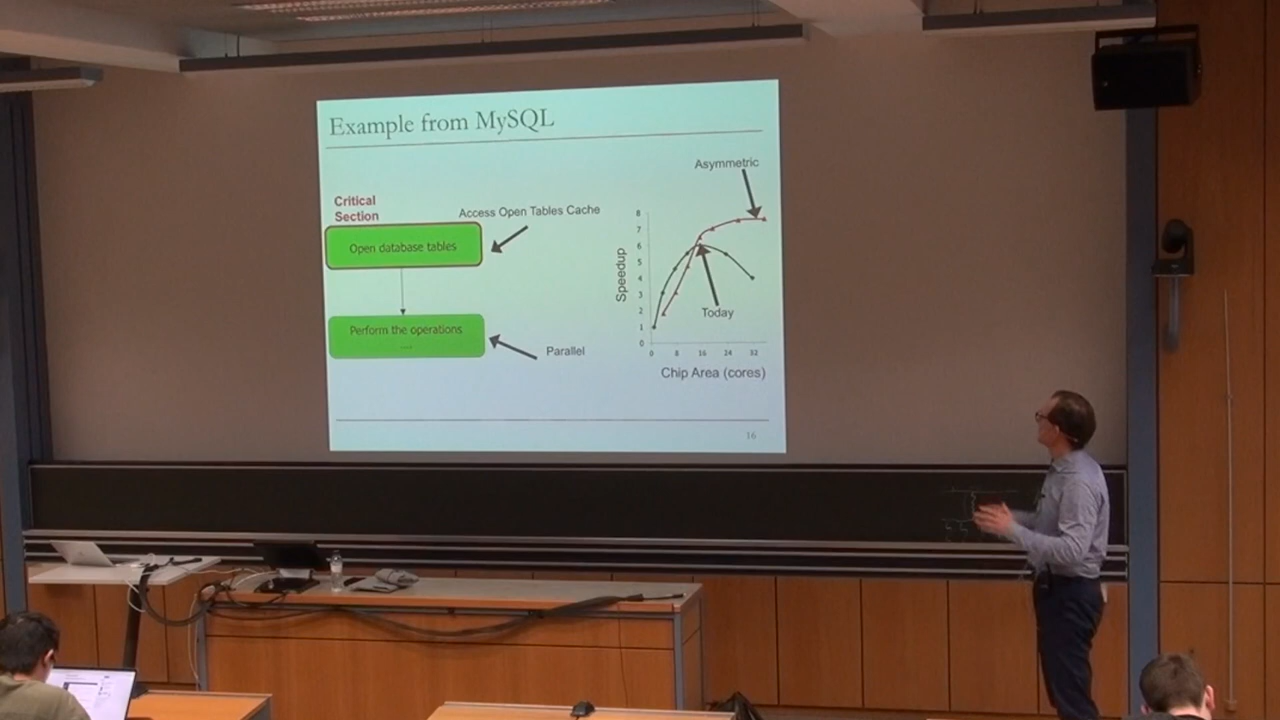 Example from MySQL
Critical
Section
Access Open Tables Cache
Open database tables
Perform the operations
....
Parallel
Asymmetric
Today
Speedup
8
7
6
5
4
3
2
1
0
0 8 16 24 32
Chip Area (cores)
16